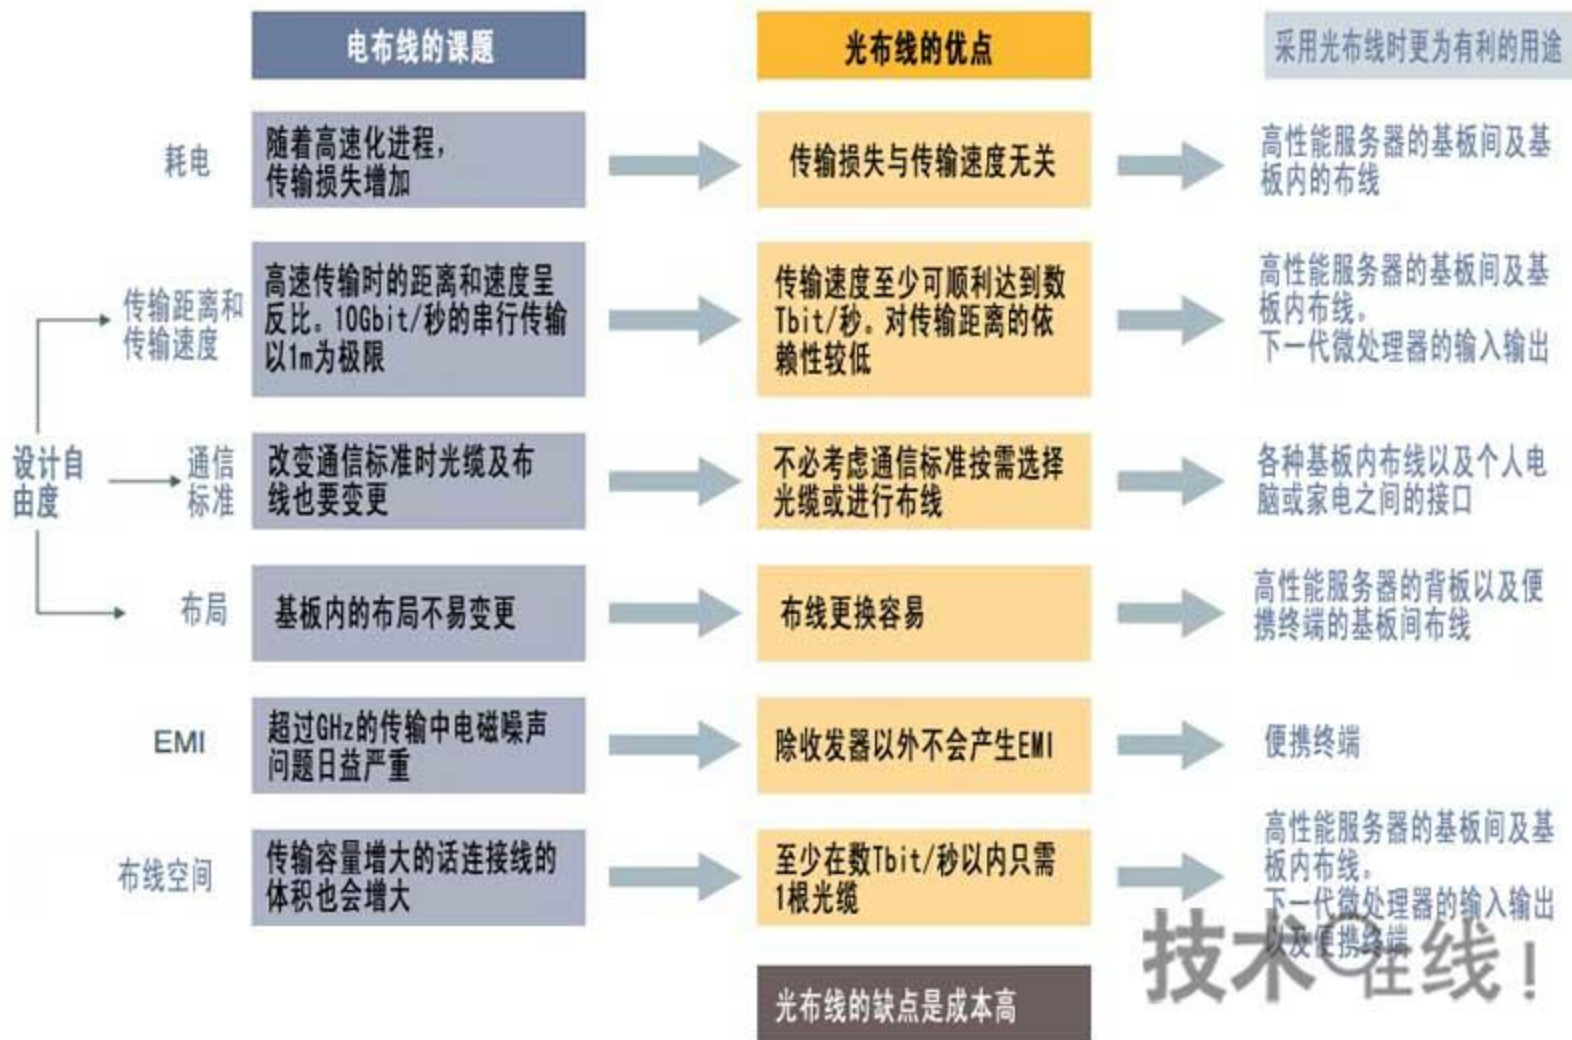 电布线的课题
光布线的优点
采用光布线时更为有利的用途
耗电
随着高速化进程，
传输损失增加
传输损失与传输速度无关
高性能服务器的基板间及基
板内的布线
设计自
由度
传输距离和
传输速度
高速传输时的距离和速度呈
反比。10Gbit/秒的串行传输
以1m为极限
传输速度至少可顺利达到数
Tbit/秒。对传输距离的依
赖性较低
高性能服务器的基板间及基
板内布线。
下一代微处理器的输入输出
通信
标准
改变通信标准时光缆及布
线也要变更
不必考虑通信标准按需选择
光缆或进行布线
各种基板内布线以及个人电
脑或家电之间的接口
布局
基板内的布局不易变更
布线更换容易
高性能服务器的背板以及便
携终端的基板间布线
EMI
超过GHz的传输中电磁噪声
问题日益严重
除收发器以外不会产生EMI
便携终端
布线空间
传输容量增大的话连接线的
体积也会增大
至少在数Tbit/秒以内只需
1根光缆
高性能服务器的基板间及基
板内布线。
下一代微处理器的输入输出
以及便携终端
技术在线！
光布线的缺点是成本高